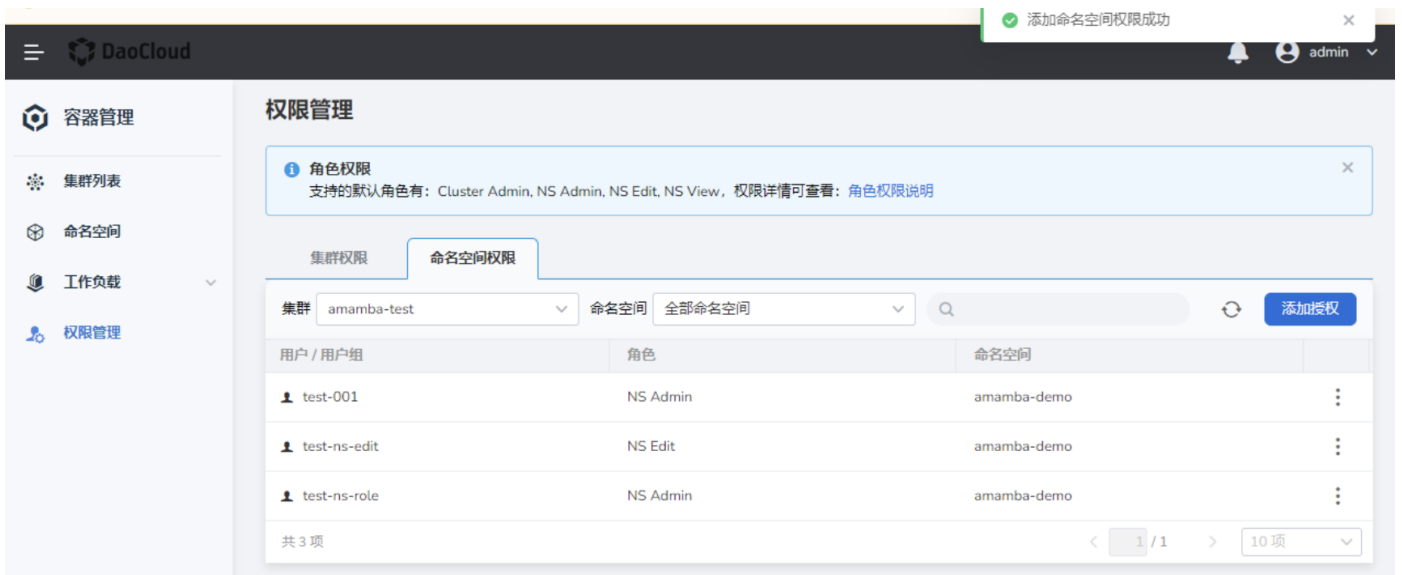 添加命名空间权限成功
DaoCloud
admin
容器管理
权限管理
角色权限
支持的默认角色有：Cluster Admin, NS Admin, NS Edit, NS View，权限详情可查看：角色权限说明
集群列表
命名空间
工作负载
权限管理
集群权限 命名空间权限
集群 amamba-test 命名空间 全部命名空间 添加授权
用户 / 用户组 角色 命名空间
test-001 NS Admin amamba-demo
test-ns-edit NS Edit amamba-demo
test-ns-role NS Admin amamba-demo
共 3 项 1 / 1 10 项